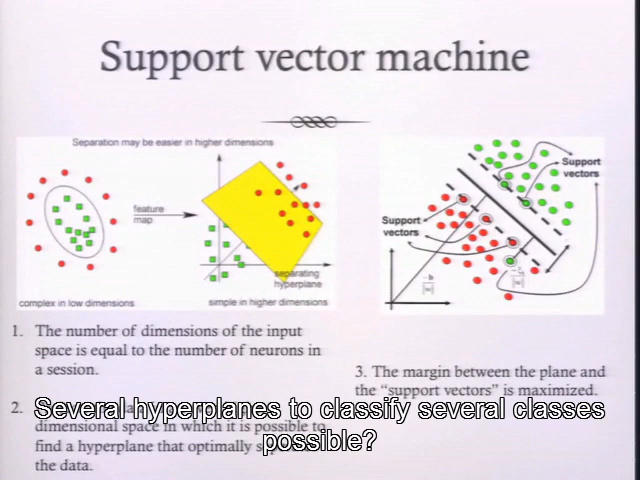 Support vector machine
Separation may be easier in higher dimensions
feature
map
separating
hyperplane
complex in low dimensions
simple in higher dimensions
Support
vectors
Support
vectors
-b
|w|
|w|
1. The number of dimensions of the input
space is equal to the number of neurons in
a session.
2.
dimensional space in which it is possible to
find a hyperplane that optimally
the data.
3. The margin between the plane and
the “support vectors” is maximized.
Several hyperplanes to classify several classes
possible?